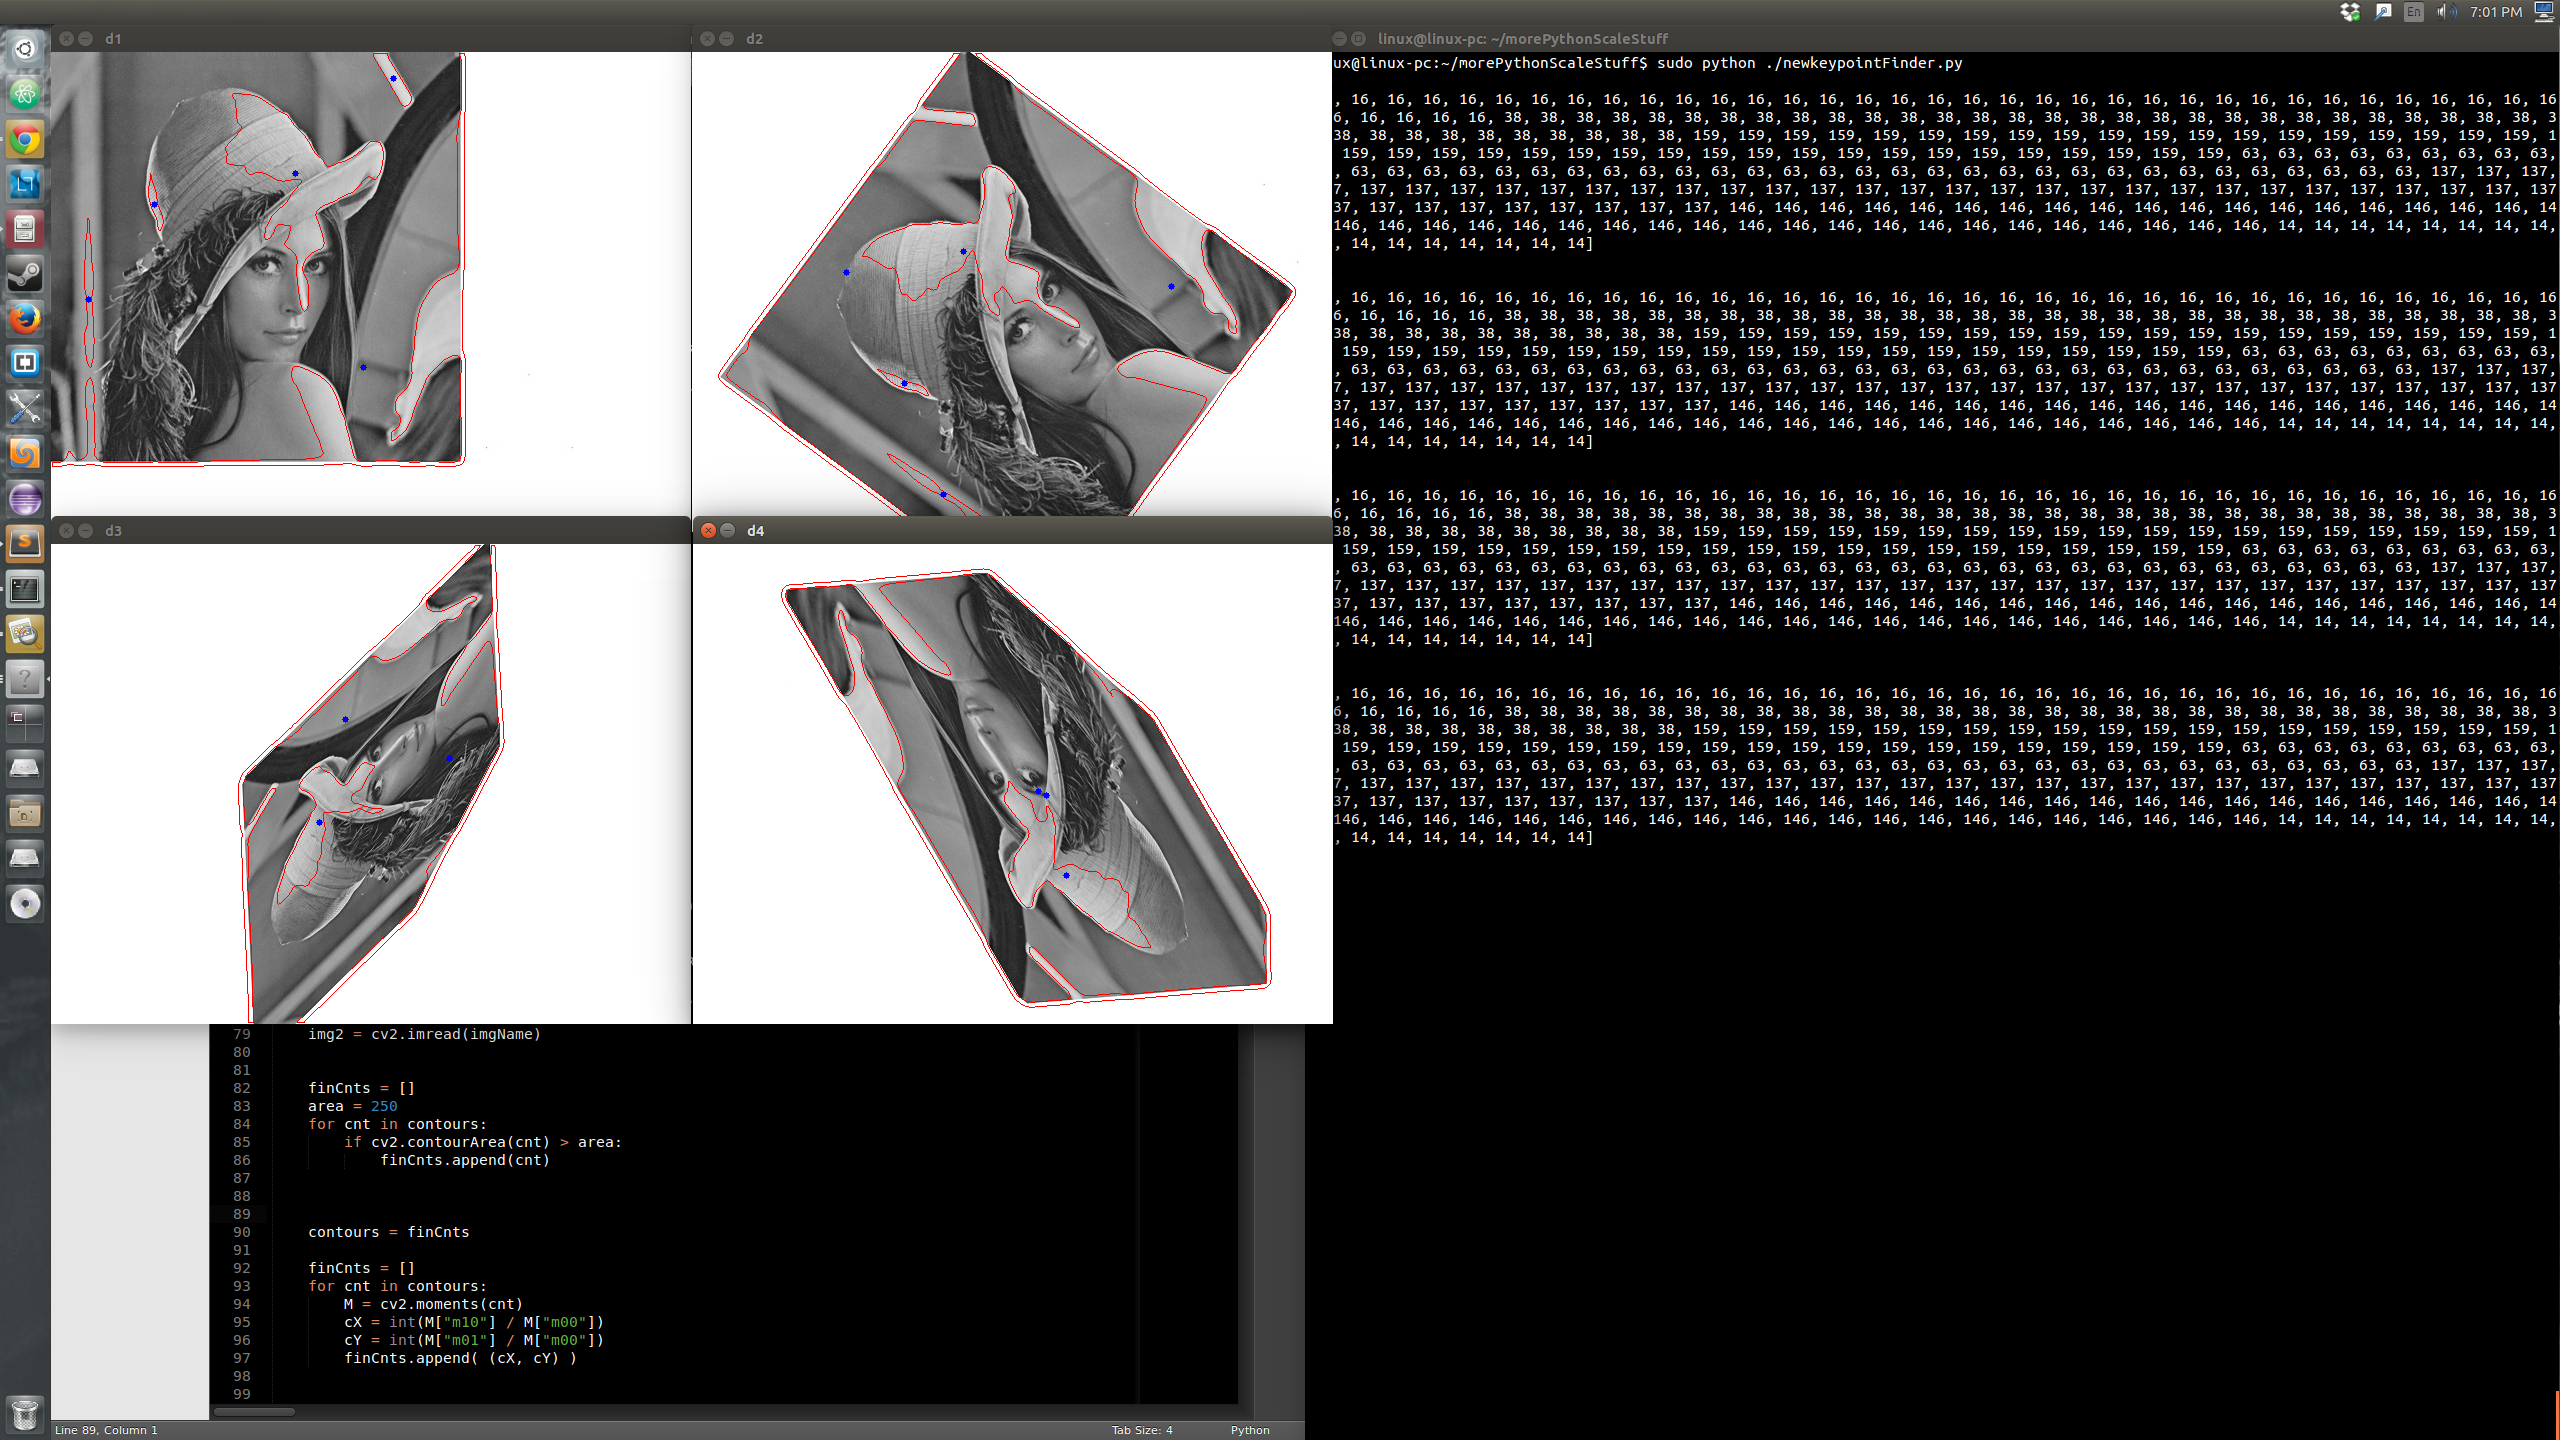 7:01 PM
En
d1
d2
linux@linux-pc: ~/morePythonScaleStuff
ux@linux-pc:~/morePythonScaleStuff$ sudo python ./newkeypointFinder.py
, 16, 16, 16, 16, 16, 16, 16, 16, 16, 16, 16, 16, 16, 16, 16, 16, 16, 16, 16, 16, 16, 16, 16, 16, 16, 16, 16, 16, 16, 16, 16, 16, 16, 16
6, 16, 16, 16, 16, 38, 38, 38, 38, 38, 38, 38, 38, 38, 38, 38, 38, 38, 38, 38, 38, 38, 38, 38, 38, 38, 38, 38, 38, 38, 38, 38, 38, 38, 3
38, 38, 38, 38, 38, 38, 38, 38, 38, 38, 159, 159, 159, 159, 159, 159, 159, 159, 159, 159, 159, 159, 159, 159, 159, 159, 159, 159, 159, 1
159, 159, 159, 159, 159, 159, 159, 159, 159, 159, 159, 159, 159, 159, 159, 159, 159, 159, 159, 159, 63, 63, 63, 63, 63, 63, 63, 63, 63,
, 63, 63, 63, 63, 63, 63, 63, 63, 63, 63, 63, 63, 63, 63, 63, 63, 63, 63, 63, 63, 63, 63, 63, 63, 63, 63, 63, 63, 63, 63, 137, 137, 137,
7, 137, 137, 137, 137, 137, 137, 137, 137, 137, 137, 137, 137, 137, 137, 137, 137, 137, 137, 137, 137, 137, 137, 137, 137, 137, 137, 137
37, 137, 137, 137, 137, 137, 137, 137, 137, 146, 146, 146, 146, 146, 146, 146, 146, 146, 146, 146, 146, 146, 146, 146, 146, 146, 146, 14
146, 146, 146, 146, 146, 146, 146, 146, 146, 146, 146, 146, 146, 146, 146, 146, 146, 146, 146, 146, 146, 14, 14, 14, 14, 14, 14, 14, 14,
, 14, 14, 14, 14, 14, 14, 14]
, 16, 16, 16, 16, 16, 16, 16, 16, 16, 16, 16, 16, 16, 16, 16, 16, 16, 16, 16, 16, 16, 16, 16, 16, 16, 16, 16, 16, 16, 16, 16, 16, 16, 16
6, 16, 16, 16, 16, 38, 38, 38, 38, 38, 38, 38, 38, 38, 38, 38, 38, 38, 38, 38, 38, 38, 38, 38, 38, 38, 38, 38, 38, 38, 38, 38, 38, 38, 3
38, 38, 38, 38, 38, 38, 38, 38, 38, 38, 159, 159, 159, 159, 159, 159, 159, 159, 159, 159, 159, 159, 159, 159, 159, 159, 159, 159, 159, 1
159, 159, 159, 159, 159, 159, 159, 159, 159, 159, 159, 159, 159, 159, 159, 159, 159, 159, 159, 159, 63, 63, 63, 63, 63, 63, 63, 63, 63,
, 63, 63, 63, 63, 63, 63, 63, 63, 63, 63, 63, 63, 63, 63, 63, 63, 63, 63, 63, 63, 63, 63, 63, 63, 63, 63, 63, 63, 63, 63, 137, 137, 137,
7, 137, 137, 137, 137, 137, 137, 137, 137, 137, 137, 137, 137, 137, 137, 137, 137, 137, 137, 137, 137, 137, 137, 137, 137, 137, 137, 137
37, 137, 137, 137, 137, 137, 137, 137, 137, 146, 146, 146, 146, 146, 146, 146, 146, 146, 146, 146, 146, 146, 146, 146, 146, 146, 146, 14
146, 146, 146, 146, 146, 146, 146, 146, 146, 146, 146, 146, 146, 146, 146, 146, 146, 146, 146, 146, 146, 14, 14, 14, 14, 14, 14, 14, 14,
, 14, 14, 14, 14, 14, 14, 14]
, 16, 16, 16, 16, 16, 16, 16, 16, 16, 16, 16, 16, 16, 16, 16, 16, 16, 16, 16, 16, 16, 16, 16, 16, 16, 16, 16, 16, 16, 16, 16, 16, 16, 16
6, 16, 16, 16, 16, 38, 38, 38, 38, 38, 38, 38, 38, 38, 38, 38, 38, 38, 38, 38, 38, 38, 38, 38, 38, 38, 38, 38, 38, 38, 38, 38, 38, 38, 3
38, 38, 38, 38, 38, 38, 38, 38, 38, 38, 159, 159, 159, 159, 159, 159, 159, 159, 159, 159, 159, 159, 159, 159, 159, 159, 159, 159, 159, 1
159, 159, 159, 159, 159, 159, 159, 159, 159, 159, 159, 159, 159, 159, 159, 159, 159, 159, 159, 159, 63, 63, 63, 63, 63, 63, 63, 63, 63,
, 63, 63, 63, 63, 63, 63, 63, 63, 63, 63, 63, 63, 63, 63, 63, 63, 63, 63, 63, 63, 63, 63, 63, 63, 63, 63, 63, 63, 63, 63, 137, 137, 137,
7, 137, 137, 137, 137, 137, 137, 137, 137, 137, 137, 137, 137, 137, 137, 137, 137, 137, 137, 137, 137, 137, 137, 137, 137, 137, 137, 137
37, 137, 137, 137, 137, 137, 137, 137, 137, 146, 146, 146, 146, 146, 146, 146, 146, 146, 146, 146, 146, 146, 146, 146, 146, 146, 146, 14
146, 146, 146, 146, 146, 146, 146, 146, 146, 146, 146, 146, 146, 146, 146, 146, 146, 146, 146, 146, 146, 14, 14, 14, 14, 14, 14, 14, 14,
, 14, 14, 14, 14, 14, 14, 14]
, 16, 16, 16, 16, 16, 16, 16, 16, 16, 16, 16, 16, 16, 16, 16, 16, 16, 16, 16, 16, 16, 16, 16, 16, 16, 16, 16, 16, 16, 16, 16, 16, 16, 16
6, 16, 16, 16, 16, 38, 38, 38, 38, 38, 38, 38, 38, 38, 38, 38, 38, 38, 38, 38, 38, 38, 38, 38, 38, 38, 38, 38, 38, 38, 38, 38, 38, 38, 3
38, 38, 38, 38, 38, 38, 38, 38, 38, 38, 159, 159, 159, 159, 159, 159, 159, 159, 159, 159, 159, 159, 159, 159, 159, 159, 159, 159, 159, 1
159, 159, 159, 159, 159, 159, 159, 159, 159, 159, 159, 159, 159, 159, 159, 159, 159, 159, 159, 159, 63, 63, 63, 63, 63, 63, 63, 63, 63,
, 63, 63, 63, 63, 63, 63, 63, 63, 63, 63, 63, 63, 63, 63, 63, 63, 63, 63, 63, 63, 63, 63, 63, 63, 63, 63, 63, 63, 63, 63, 137, 137, 137,
7, 137, 137, 137, 137, 137, 137, 137, 137, 137, 137, 137, 137, 137, 137, 137, 137, 137, 137, 137, 137, 137, 137, 137, 137, 137, 137, 137
37, 137, 137, 137, 137, 137, 137, 137, 137, 146, 146, 146, 146, 146, 146, 146, 146, 146, 146, 146, 146, 146, 146, 146, 146, 146, 146, 14
146, 146, 146, 146, 146, 146, 146, 146, 146, 146, 146, 146, 146, 146, 146, 146, 146, 146, 146, 146, 146, 14, 14, 14, 14, 14, 14, 14, 14,
, 14, 14, 14, 14, 14, 14, 14]
d3
d4
79 img2 = cv2.imread(imgName)
80
81
82 finCnts = []
83 area = 250
84 for cnt in contours:
85 if cv2.contourArea(cnt) > area:
86 finCnts.append(cnt)
87
88
89
90 contours = finCnts
91
92 finCnts = []
93 for cnt in contours:
94 M = cv2.moments(cnt)
95 cX = int(M["m10"] / M["m00"])
96 cY = int(M["m01"] / M["m00"])
97 finCnts.append( (cX, cY) )
98
99
Line 89, Column 1
Tab Size: 4
Python